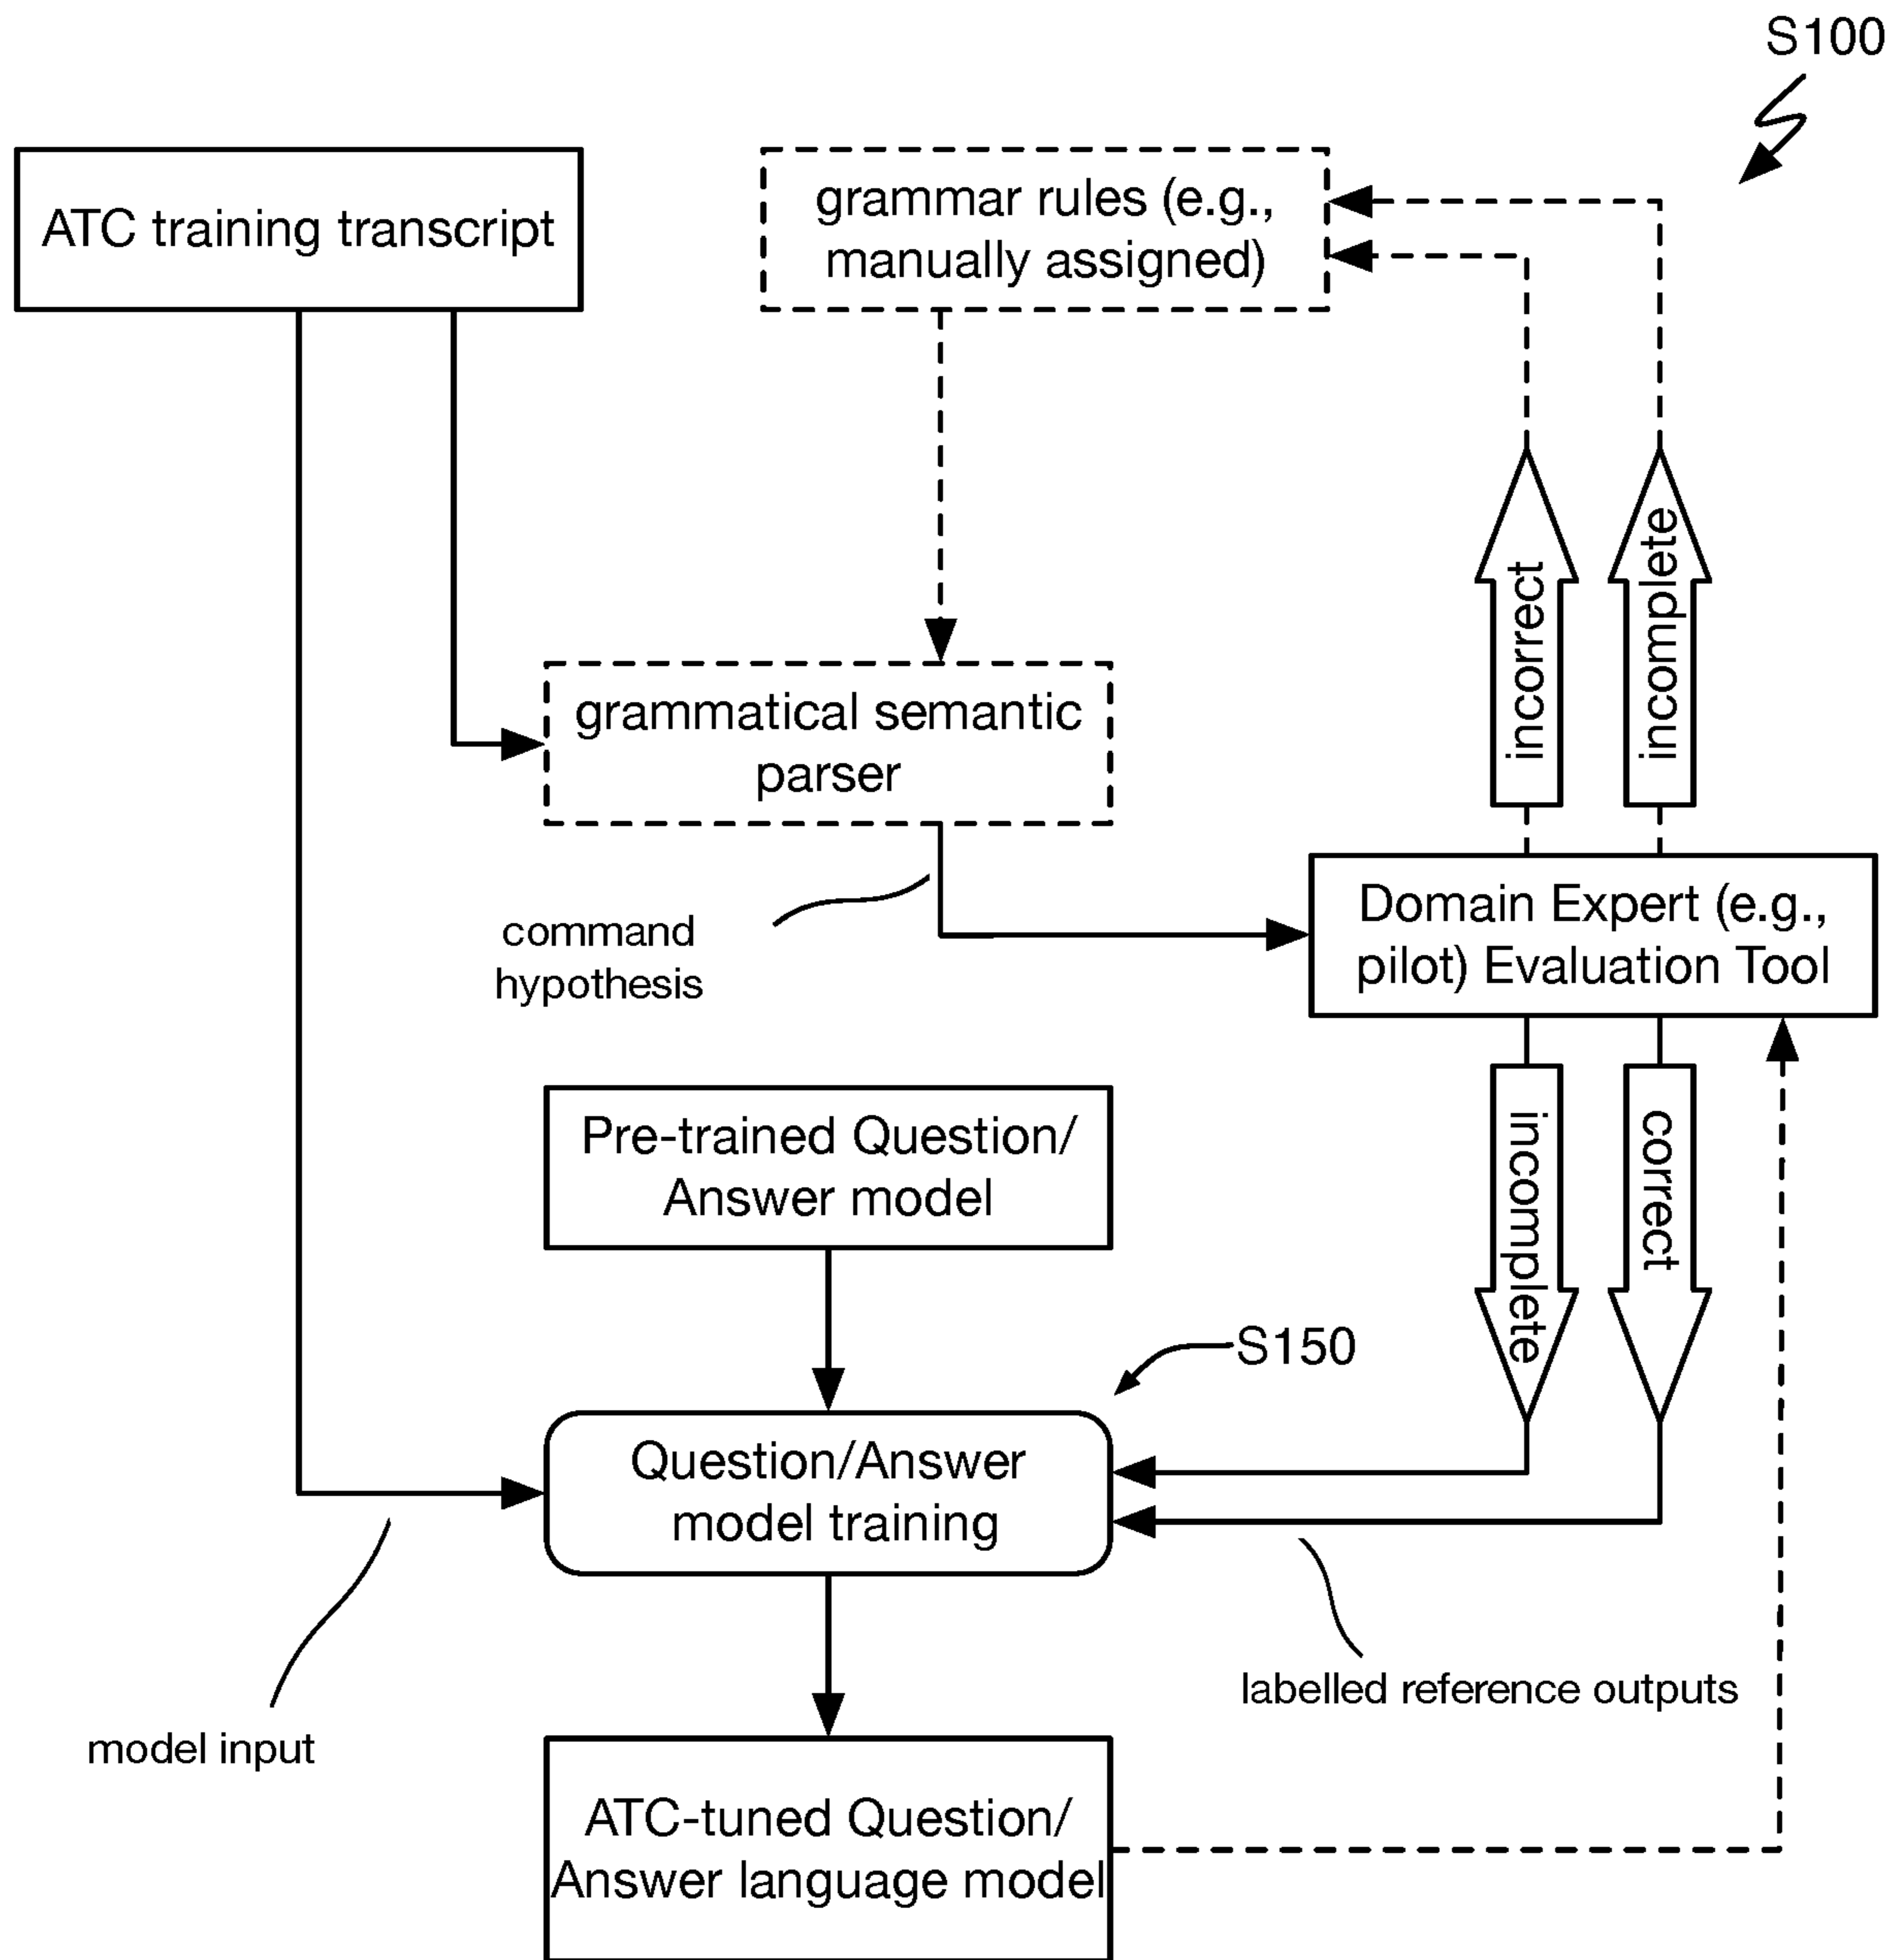 S100
ATC training transcript
grammar rules (e.g.,
manually assigned)
incorrect
incomplete
grammatical semantic
parser
command
hypothesis
Domain Expert (e.g.,
pilot) Evaluation Tool
incomplete
correct
Pre-trained Question/
Answer model
S150
Question/Answer
model training
labelled reference outputs
model input
ATC-tuned Question/
Answer language model